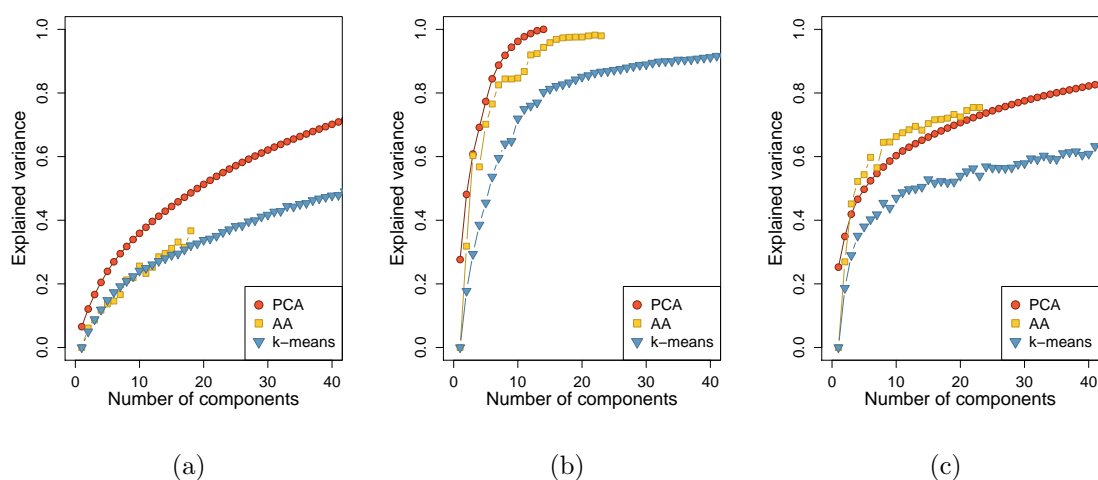 Explained variance
0.0 0.2 0.4 0.6 0.8 1.0
PCA
AA
k−means
0 10 20 30 40
Number of components
(a)
Explained variance
0.0 0.2 0.4 0.6 0.8 1.0
PCA
AA
k−means
0 10 20 30 40
Number of components
(b)
Explained variance
0.0 0.2 0.4 0.6 0.8 1.0
PCA
AA
k−means
0 10 20 30 40
Number of components
(c)